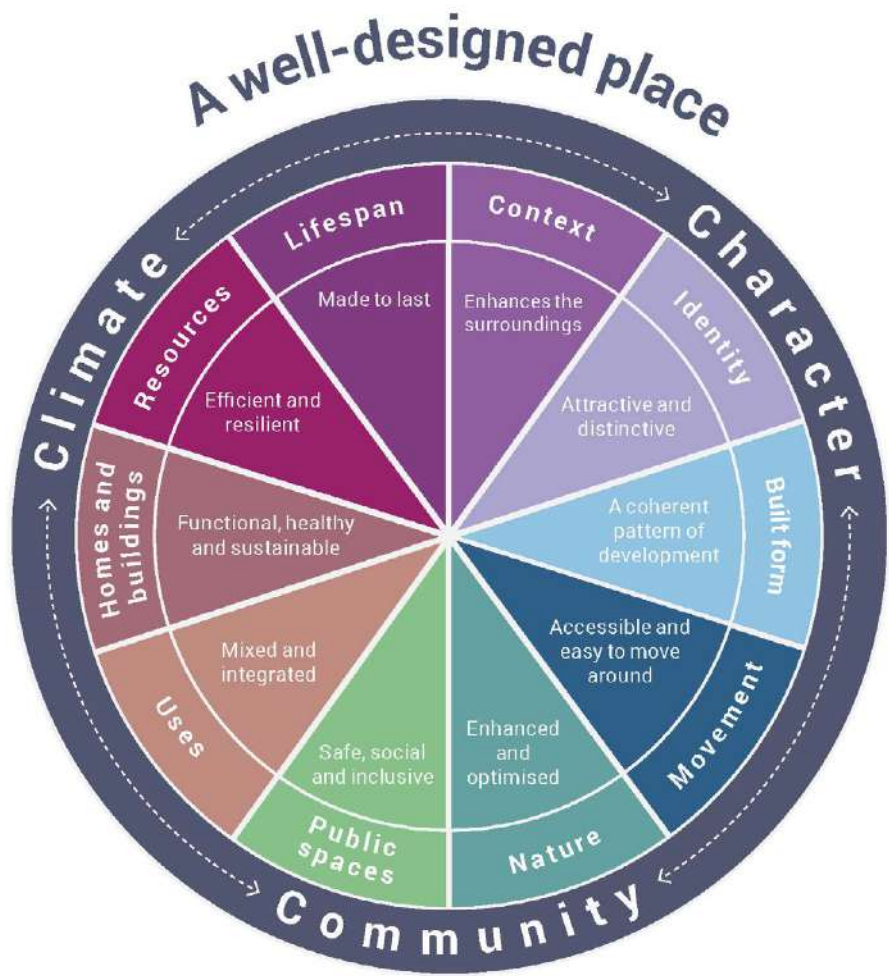 A well-designed place
Climate
Character
Community
Context
Enhances the
surroundings
Identity
Attractive and
distinctive
Built form
A coherent
pattern of
development
Movement
Accessible and
easy to move
around
Nature
Enhanced
and
optimised
Public
spaces
Safe, social
and inclusive
Uses
Mixed and
integrated
Homes and
buildings
Functional, healthy
and sustainable
Resources
Efficient and
resilient
Lifespan
Made to last